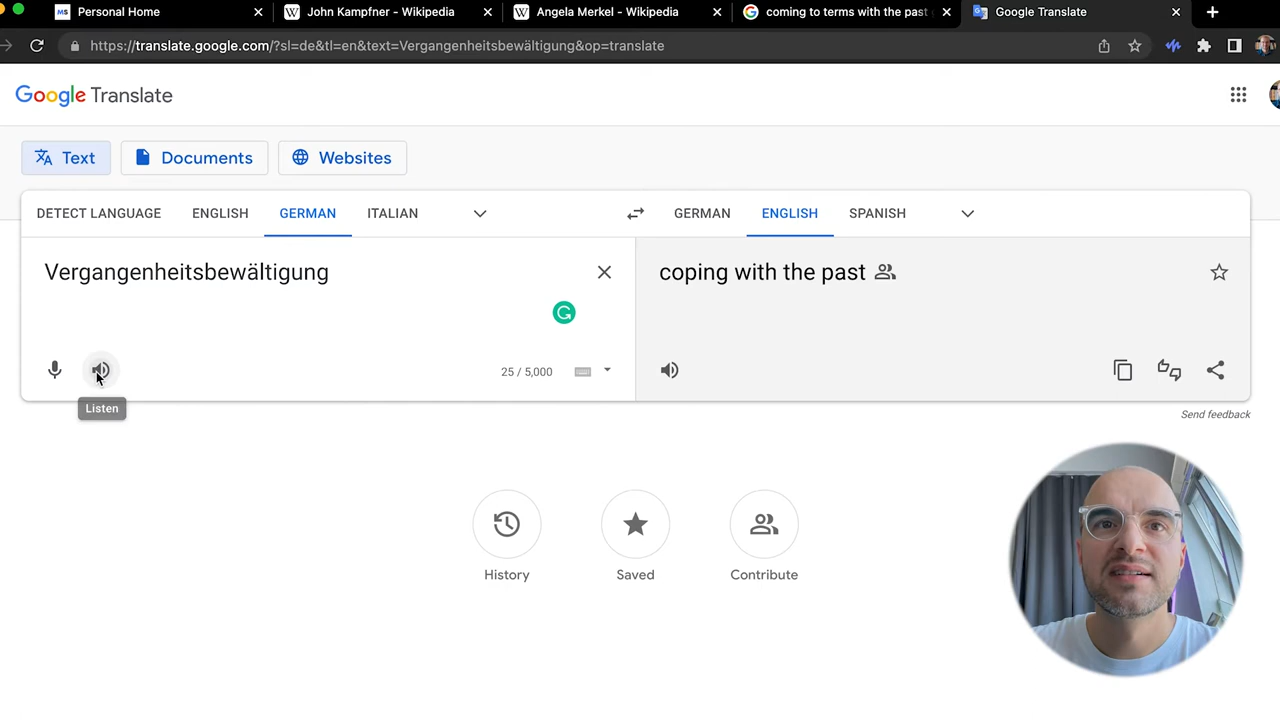 MS Personal Home
W John Kampfner - Wikipedia
W Angela Merkel - Wikipedia
G coming to terms with the past
Google Translate
https://translate.google.com/?sl=de&tl=en&text=Vergangenheitsbewältigung&op=translate
Google Translate
Text
Documents
Websites
DETECT LANGUAGE
ENGLISH
GERMAN
ITALIAN
GERMAN
ENGLISH
SPANISH
Vergangenheitsbewältigung
coping with the past
25 / 5,000
Listen
Send feedback
History
Saved
Contribute